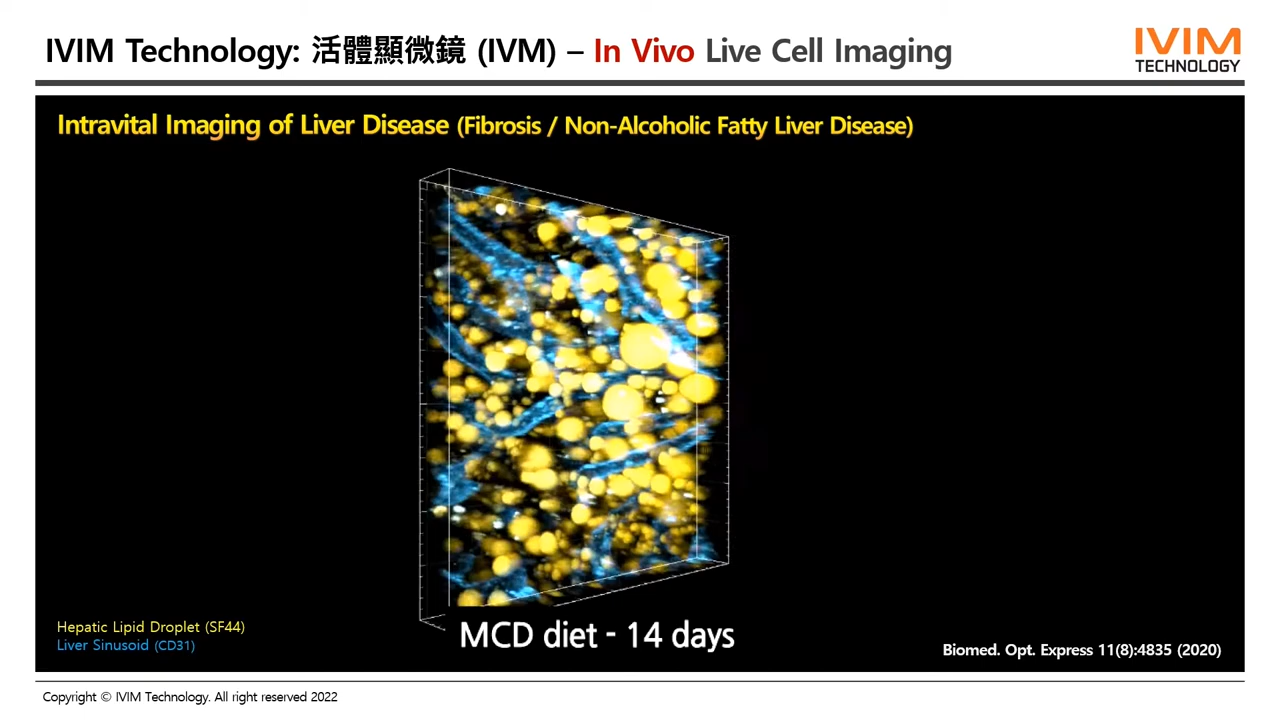 IVIM Technology: 活體顯微鏡 (IVM) – In Vivo Live Cell Imaging
IVIM
TECHNOLOGY
Intravital Imaging of Liver Disease (Fibrosis / Non-Alcoholic Fatty Liver Disease)
Hepatic Lipid Droplet (SF44)
Liver Sinusoid (CD31)
MCD diet - 14 days
Biomed. Opt. Express 11(8):4835 (2020)
Copyright © IVIM Technology. All right reserved 2022